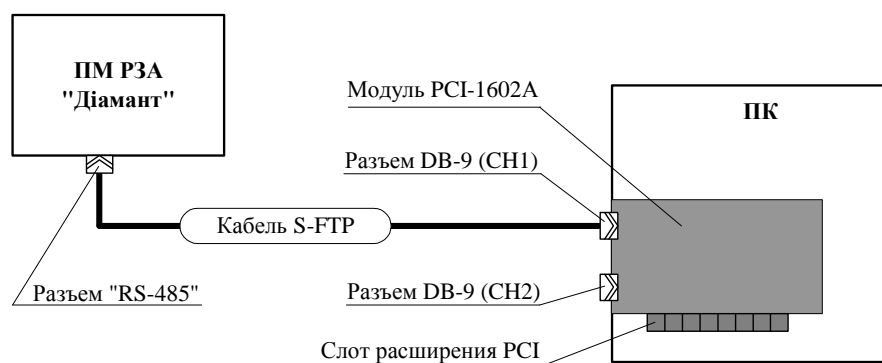 ПМ РЗА
"Діамант"
Модуль PCI-1602A
ПК
Разъем DB-9 (CH1)
Кабель S-FTP
Разъем "RS-485"
Разъем DB-9 (CH2)
Слот расширения PCI